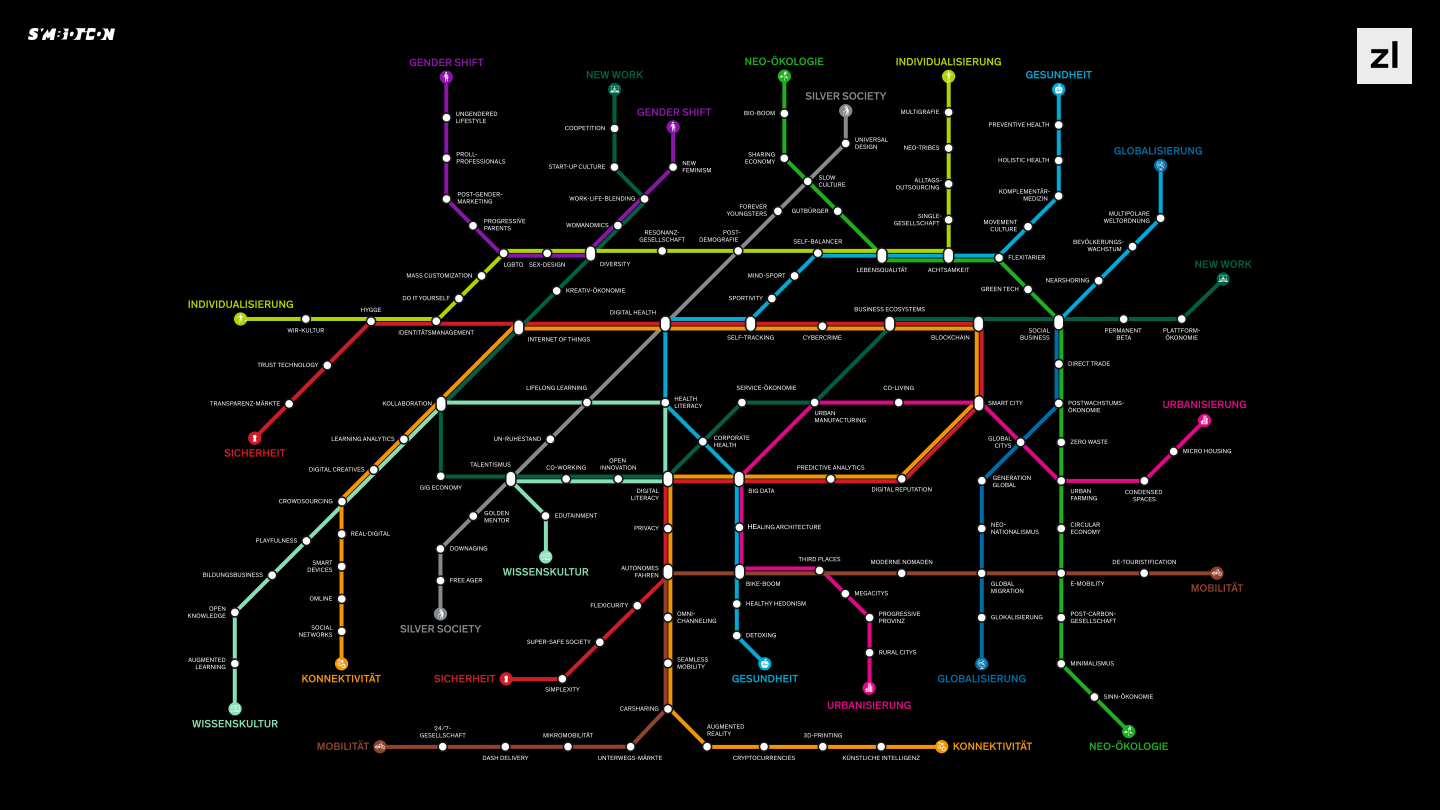 zl
GENDER SHIFT
NEO-ÖKOLOGIE
INDIVIDUALISIERUNG
NEW WORK
GESUNDHEIT
SILVER SOCIETY
GENDER SHIFT
BIO-BOOM
MULTIGRAFIE
UNGENDERED
LIFESTYLE
COOPETITION
PREVENTIVE HEALTH
UNIVERSAL
DESIGN
NEO-TRIBES
GLOBALISIERUNG
PROLL-
PROFESSIONALS
START-UP CULTURE
NEW
FEMINISM
SHARING
ECONOMY
HOLISTIC HEALTH
SLOW
CULTURE
ALLTAGS-
OUTSOURCING
POST-GENDER-
MARKETING
WORK-LIFE-BLENDING
KOMPLEMENTÄR-
MEDIZIN
FOREVER
YOUNGSTERS
GUTBÜRGER
SINGLE-
GESELLSCHAFT
MULTIPOLARE
WELTORDNUNG
PROGRESSIVE
PARENTS
WOMANOMICS
MOVEMENT
CULTURE
RESONANZ-
GESELLSCHAFT
POST-
DEMOGRAFIE
SELF-BALANCER
BEVÖLKERUNGS-
WACHSTUM
LGBTQ
SEX-DESIGN
DIVERSITY
LEBENSQUALITÄT
ACHTSAMKEIT
FLEXITARIER
NEW WORK
MASS CUSTOMIZATION
MIND-SPORT
NEARSHORING
KREATIV-ÖKONOMIE
GREEN TECH
DO IT YOURSELF
SPORTIVITY
INDIVIDUALISIERUNG
HYGGE
DIGITAL HEALTH
BUSINESS ECOSYSTEMS
WIR-KULTUR
IDENTITÄTSMANAGEMENT
INTERNET OF THINGS
SELF-TRACKING
CYBERCRIME
BLOCKCHAIN
SOCIAL
BUSINESS
PERMANENT
BETA
PLATTFORM-
ÖKONOMIE
TRUST TECHNOLOGY
DIRECT TRADE
LIFELONG LEARNING
SERVICE-ÖKONOMIE
CO-LIVING
TRANSPARENZ-MÄRKTE
KOLLABORATION
HEALTH
LITERACY
URBAN
MANUFACTURING
SMART CITY
POSTWACHSTUMS-
ÖKONOMIE
URBANISIERUNG
LEARNING ANALYTICS
UN-RUHESTAND
CORPORATE
HEALTH
GLOBAL
CITYS
ZERO WASTE
SICHERHEIT
MICRO HOUSING
DIGITAL CREATIVES
TALENTISMUS
CO-WORKING
OPEN
INNOVATION
PREDICTIVE ANALYTICS
GIG ECONOMY
DIGITAL
LITERACY
BIG DATA
DIGITAL REPUTATION
GENERATION
GLOBAL
URBAN
FARMING
CONDENSED
SPACES
CROWDSOURCING
GOLDEN
MENTOR
EDUTAINMENT
REAL-DIGITAL
PRIVACY
HEALING ARCHITECTURE
NEO-
NATIONALISMUS
CIRCULAR
ECONOMY
PLAYFULNESS
DOWNAGING
THIRD PLACES
MODERNE NOMADEN
DE-TOURISTIFICATION
SMART
DEVICES
BILDUNGSBUSINESS
WISSENSKULTUR
AUTONOMES
FAHREN
BIKE-BOOM
GLOBAL
MIGRATION
E-MOBILITY
MOBILITÄT
FREE AGER
OMLINE
MEGACITYS
OPEN
KNOWLEDGE
FLEXICURITY
HEALTHY HEDONISM
OMNI-
CHANNELING
PROGRESSIVE
PROVINZ
GLOKALISIERUNG
POST-CARBON-
GESELLSCHAFT
SILVER SOCIETY
SOCIAL
NETWORKS
SUPER-SAFE SOCIETY
DETOXING
RURAL CITYS
AUGMENTED
LEARNING
SEAMLESS
MOBILITY
MINIMALISMUS
KONNEKTIVITÄT
SICHERHEIT
SIMPLEXITY
GESUNDHEIT
GLOBALISIERUNG
SINN-ÖKONOMIE
URBANISIERUNG
CARSHARING
WISSENSKULTUR
24/7-
GESELLSCHAFT
MIKROMOBILITÄT
AUGMENTED
REALITY
3D-PRINTING
MOBILITÄT
KONNEKTIVITÄT
NEO-ÖKOLOGIE
DASH DELIVERY
UNTERWEGS-MÄRKTE
CRYPTOCURRENCIES
KÜNSTLICHE INTELLIGENZ